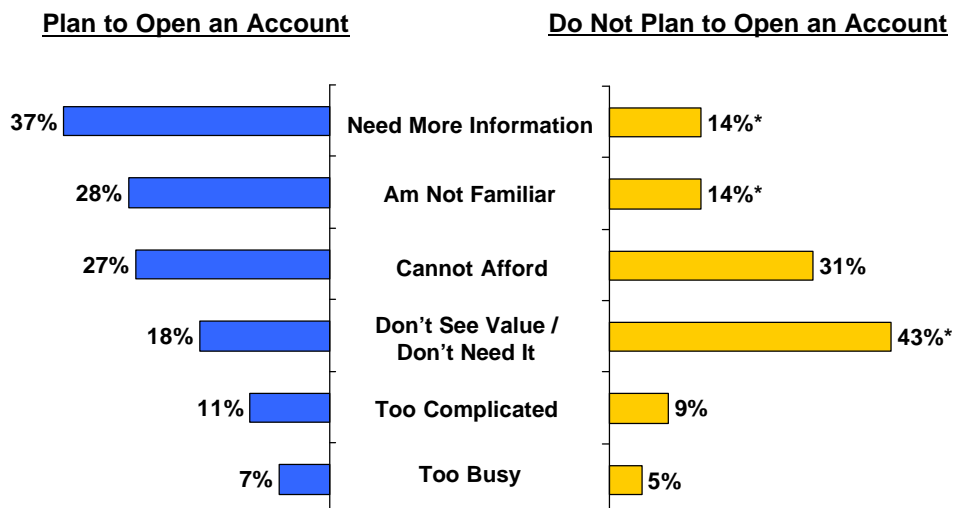 Plan to Open an Account
Do Not Plan to Open an Account
37%
Need More Information
14%*
28%
Am Not Familiar
14%*
27%
Cannot Afford
31%
18%
Don’t See Value /
Don’t Need It
43%*
11%
Too Complicated
9%
7%
Too Busy
5%